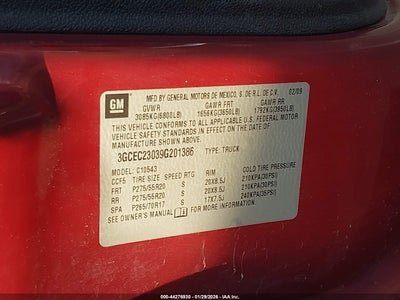 GM
MFD BY GENERAL MOTORS DE MEXICO, S. DE R.L. DE C.V. 02/09
GVWR GAWR FRT GAWR RR
3085KG(6800LB) 1656KG(3650LB) 1792KG(3950LB)
THIS VEHICLE CONFORMS TO ALL APPLICABLE U.S. FEDERAL MOTOR
VEHICLE SAFETY STANDARDS IN EFFECT ON THE DATE OF
MANUFACTURE SHOWN ABOVE.
3GCEC23039G201386 TYPE: TRUCK
MODEL: C10543
CCF5 TIRE SIZE SPEED RTG RIM COLD TIRE PRESSURE
FRT P275/55R20 S 20X8.5J 210KPA(30PSI)
RR P275/55R20 S 20X8.5J 210KPA(30PSI)
SPA P265/70R17 S 17X7.5J 240KPA(35PSI)
SEE OWNER'S MANUAL FOR ADDITIONAL INFORMATION
000-44276930 - 01/29/2026 - IAA, Inc.